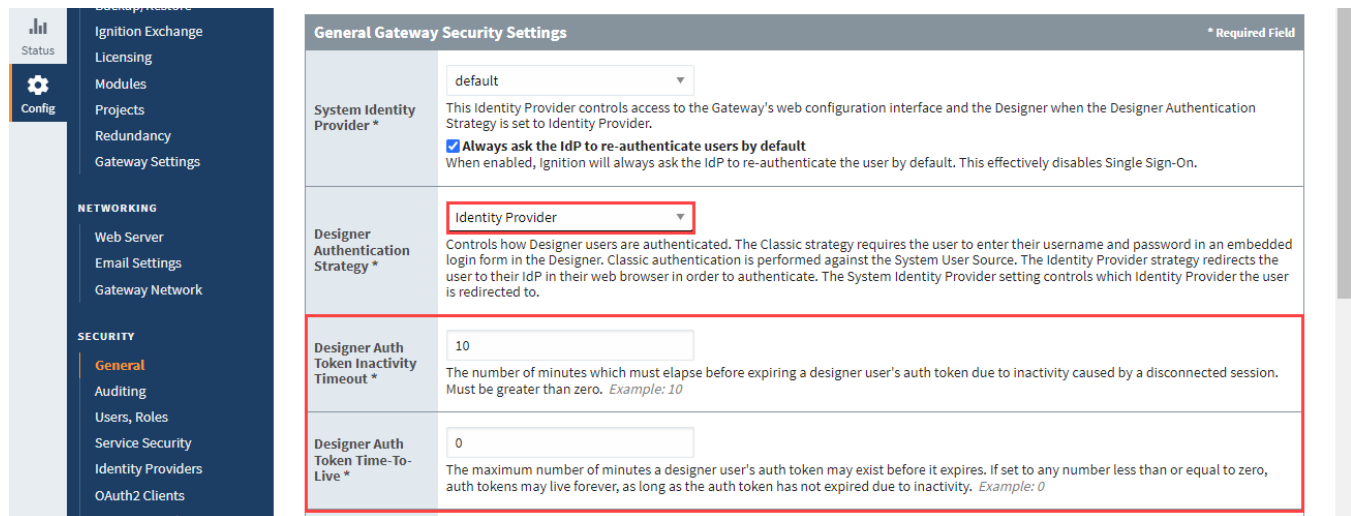 Backup/Restore
Ignition Exchange
Licensing
Modules
Projects
Redundancy
Gateway Settings
NETWORKING
Web Server
Email Settings
Gateway Network
SECURITY
General
Auditing
Users, Roles
Service Security
Identity Providers
OAuth2 Clients
Status
Config
General Gateway Security Settings
* Required Field
System Identity
Provider *
default
This Identity Provider controls access to the Gateway's web configuration interface and the Designer when the Designer Authentication
Strategy is set to Identity Provider.
Always ask the IdP to re-authenticate users by default
When enabled, Ignition will always ask the IdP to re-authenticate the user by default. This effectively disables Single Sign-On.
Designer
Authentication
Strategy *
Identity Provider
Controls how Designer users are authenticated. The Classic strategy requires the user to enter their username and password in an embedded
login form in the Designer. Classic authentication is performed against the System User Source. The Identity Provider strategy redirects the
user to their IdP in their web browser in order to authenticate. The System Identity Provider setting controls which Identity Provider the user
is redirected to.
Designer Auth
Token Inactivity
Timeout *
10
The number of minutes which must elapse before expiring a designer user's auth token due to inactivity caused by a disconnected session.
Must be greater than zero. Example: 10
Designer Auth
Token Time-To-
Live *
0
The maximum number of minutes a designer user's auth token may exist before it expires. If set to any number less than or equal to zero,
auth tokens may live forever, as long as the auth token has not expired due to inactivity. Example: 0